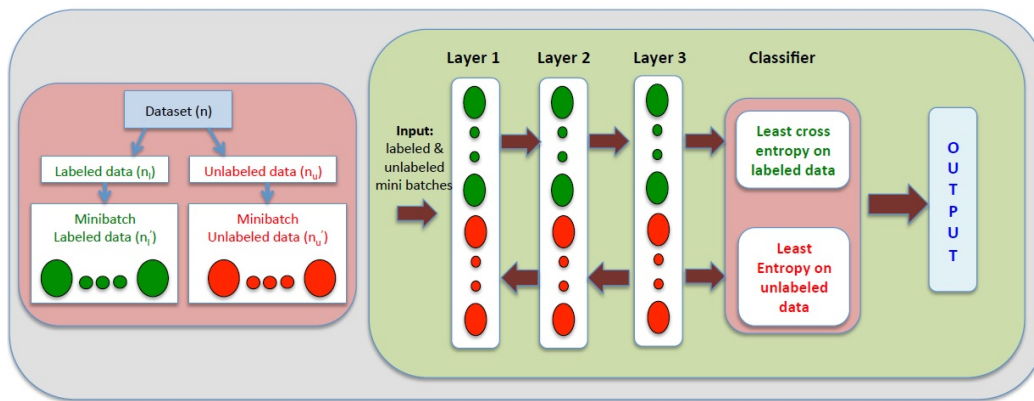 Dataset (n)
Labeled data (nl)
Unlabeled data (nu)
Minibatch
Labeled data (nl′)
Minibatch
Unlabeled data (nu′)
Input:
labeled &
unlabeled
mini batches
Layer 1
Layer 2
Layer 3
Classifier
Least cross
entropy on
labeled data
Least
Entropy on
unlabeled
data
O
U
T
P
U
T